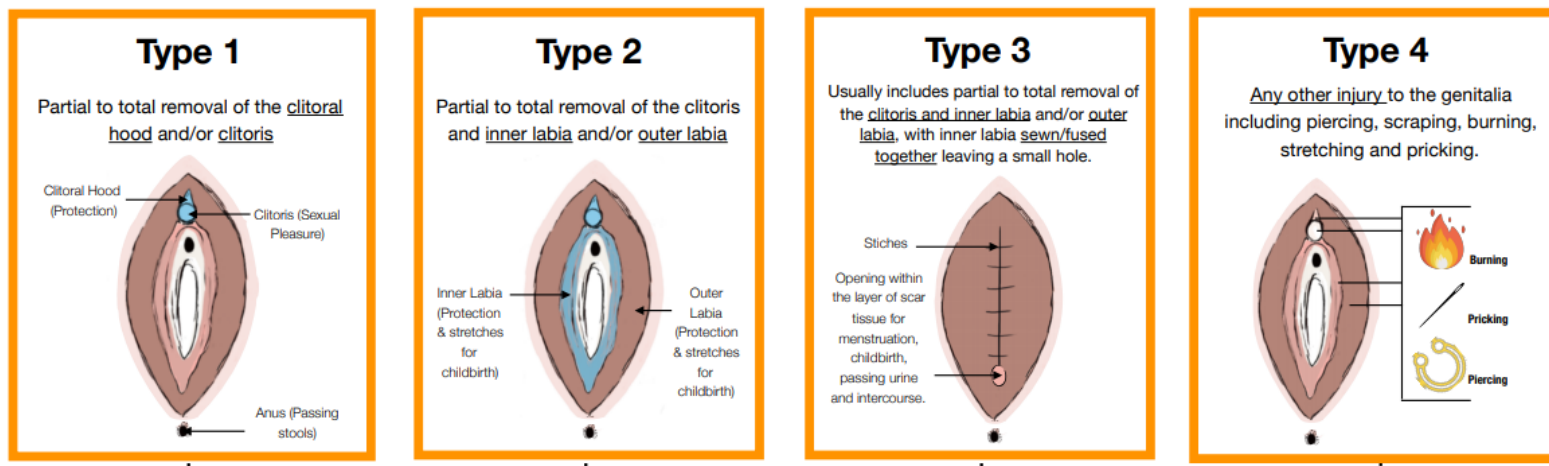 Type 1
Partial to total removal of the clitoral
hood and/or clitoris
Clitoral Hood
(Protection)
Clitoris (Sexual
Pleasure)
Anus (Passing
stools)
Type 2
Partial to total removal of the clitoris
and inner labia and/or outer labia
Inner Labia
(Protection
& stretches
for
childbirth)
Outer
Labia
(Protection
& stretches
for
childbirth)
Type 3
Usually includes partial to total removal of
the clitoris and inner labia and/or outer
labia, with inner labia sewn/fused
together leaving a small hole.
Stiches
Opening within
the layer of scar
tissue for
menstruation,
childbirth,
passing urine
and intercourse.
Type 4
Any other injury to the genitalia
including piercing, scraping, burning,
stretching and pricking.
Burning
Pricking
Piercing